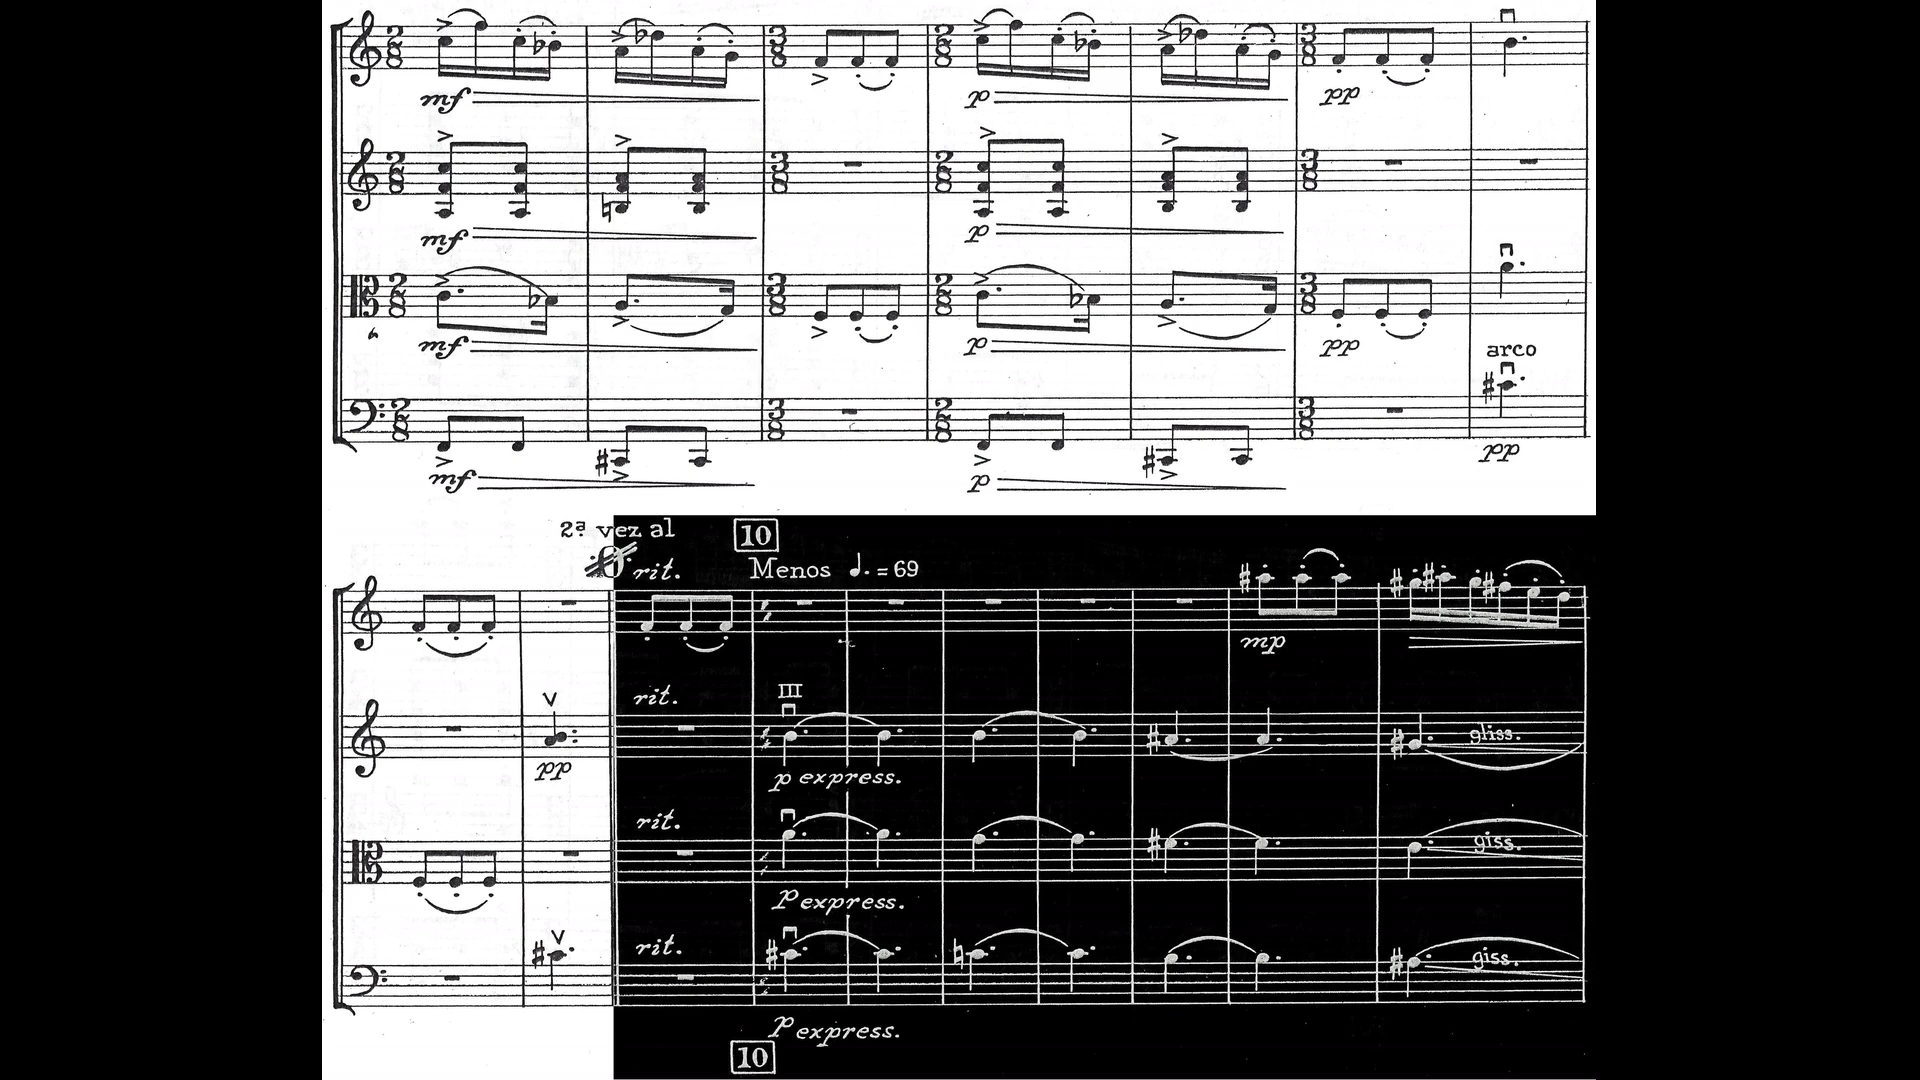 mf
p
pp
mf
p
mf
p
pp
arco
mf
p
pp
2ª vez al
10
rit.
Menos ♩. = 69
mp
rit.
III
gliss.
pp
p express.
rit.
giss.
p express.
rit.
giss.
p express.
10